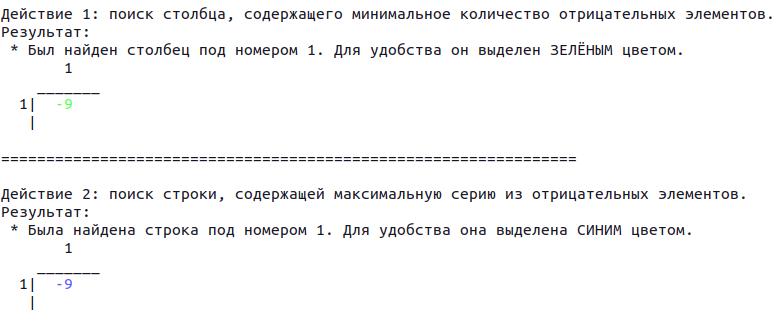 Действие 1: поиск столбца, содержащего минимальное количество отрицательных элементов.
Результат:
 * Был найден столбец под номером 1. Для удобства он выделен ЗЕЛЁНЫМ цветом.
       1
    _______
  1|  -9
   |
================================================================
Действие 2: поиск строки, содержащей максимальную серию из отрицательных элементов.
Результат:
 * Была найдена строка под номером 1. Для удобства она выделена СИНИМ цветом.
       1
    _______
  1|  -9
   |